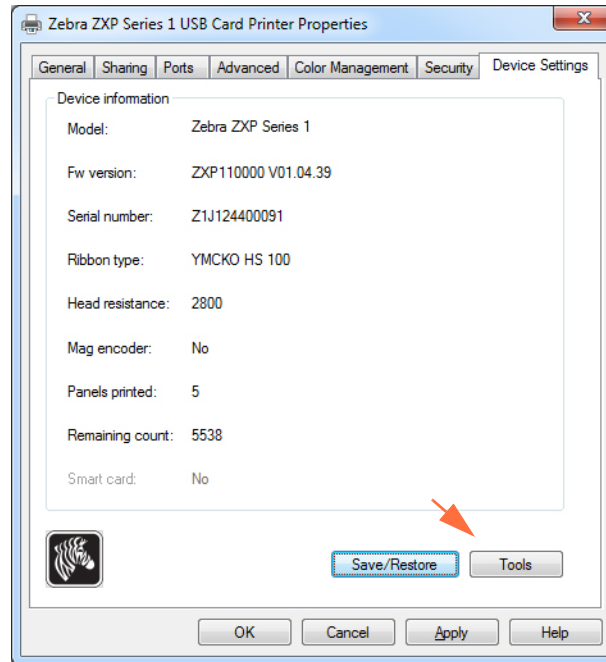 Zebra ZXP Series 1 USB Card Printer Properties
General Sharing Ports Advanced Color Management Security Device Settings
Device information
Model: Zebra ZXP Series 1
Fw version: ZXP110000 V01.04.39
Serial number: Z1J124400091
Ribbon type: YMCKO HS 100
Head resistance: 2800
Mag encoder: No
Panels printed: 5
Remaining count: 5538
Smart card: No
Save/Restore Tools
OK Cancel Apply Help